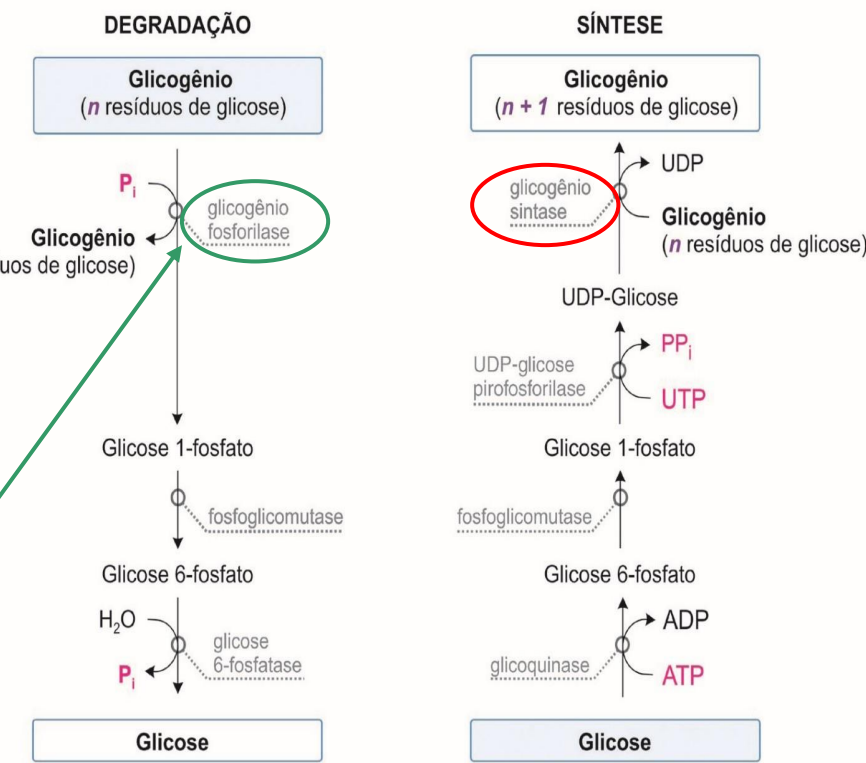 DEGRADAÇÃO
Glicogênio
(n resíduos de glicose)
P i
glicogênio
fosforilase
Glicogênio
de glicose)
Glicose 1-fosfato
fosfoglicomutase
Glicose 6-fosfato
H2O
glicose
6-fosfatase
Pi
Glicose
SÍNTESE
Glicogênio
(n + 1 resíduos de glicose)
UDP
glicogênio
sintase
Glicogênio
(n resíduos de glicose)
UDP-Glicose
PPi
UDP-glicose
pirofosforilase
UTP
Glicose 1-fosfato
fosfoglicomutase
Glicose 6-fosfato
ADP
glicoquinase
ATP
Glicose